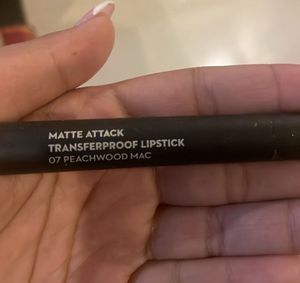 MATTE ATTACK
TRANSFERPROOF LIPSTICK
07 PEACHWOOD MAC